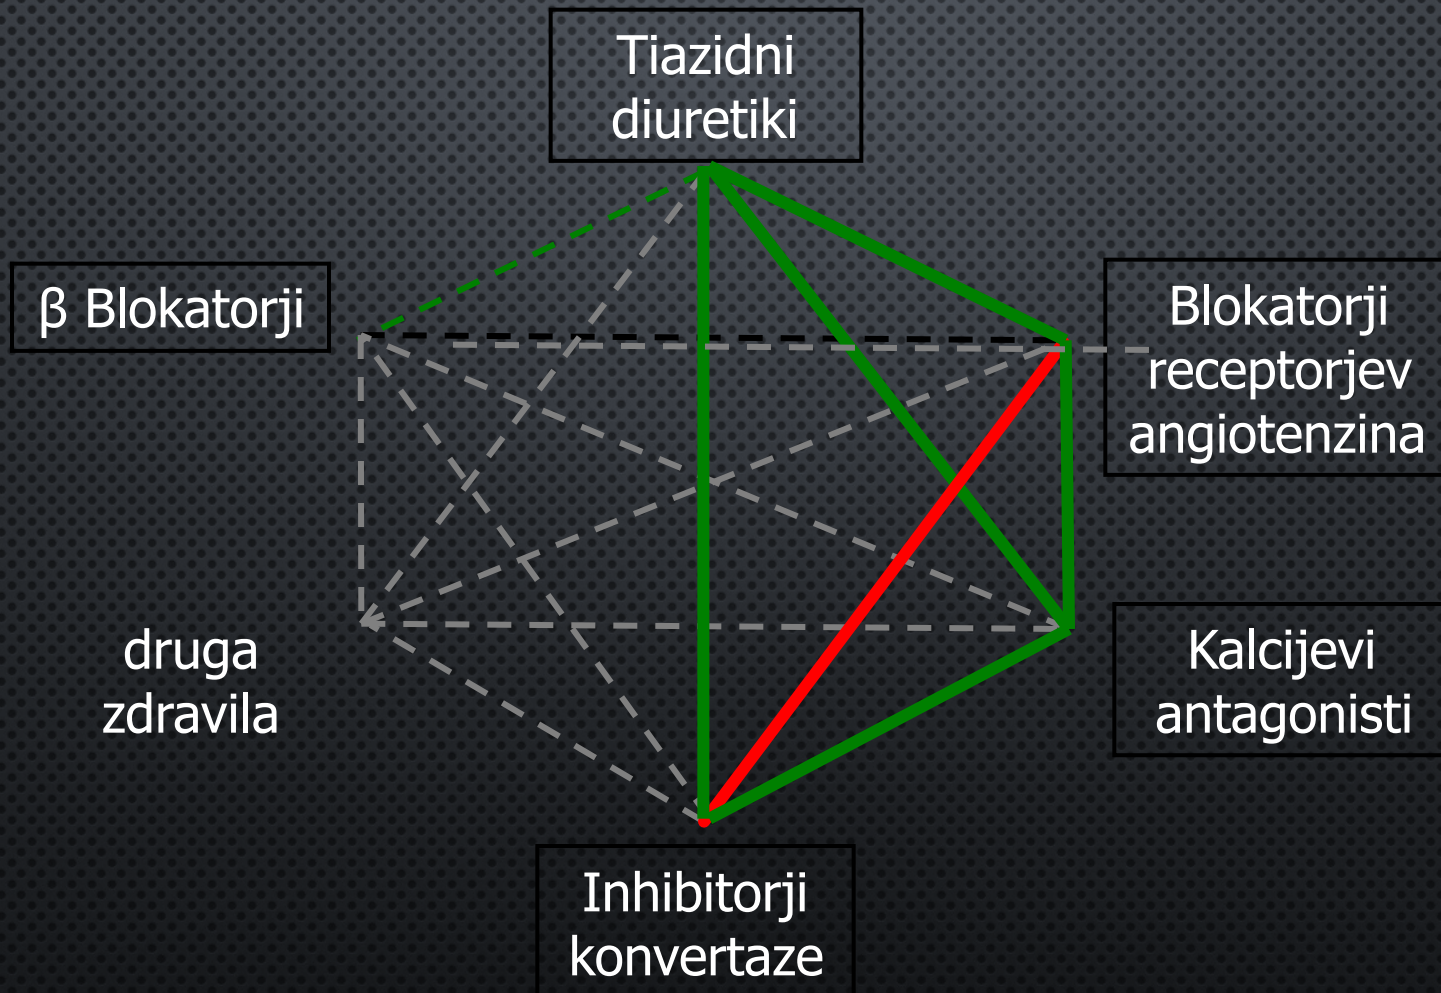 Tiazidni
diuretiki
β Blokatorji
Blokatorji
receptorjev
angiotenzina
druga
zdravila
Kalcijevi
antagonisti
Inhibitorji
konvertaze